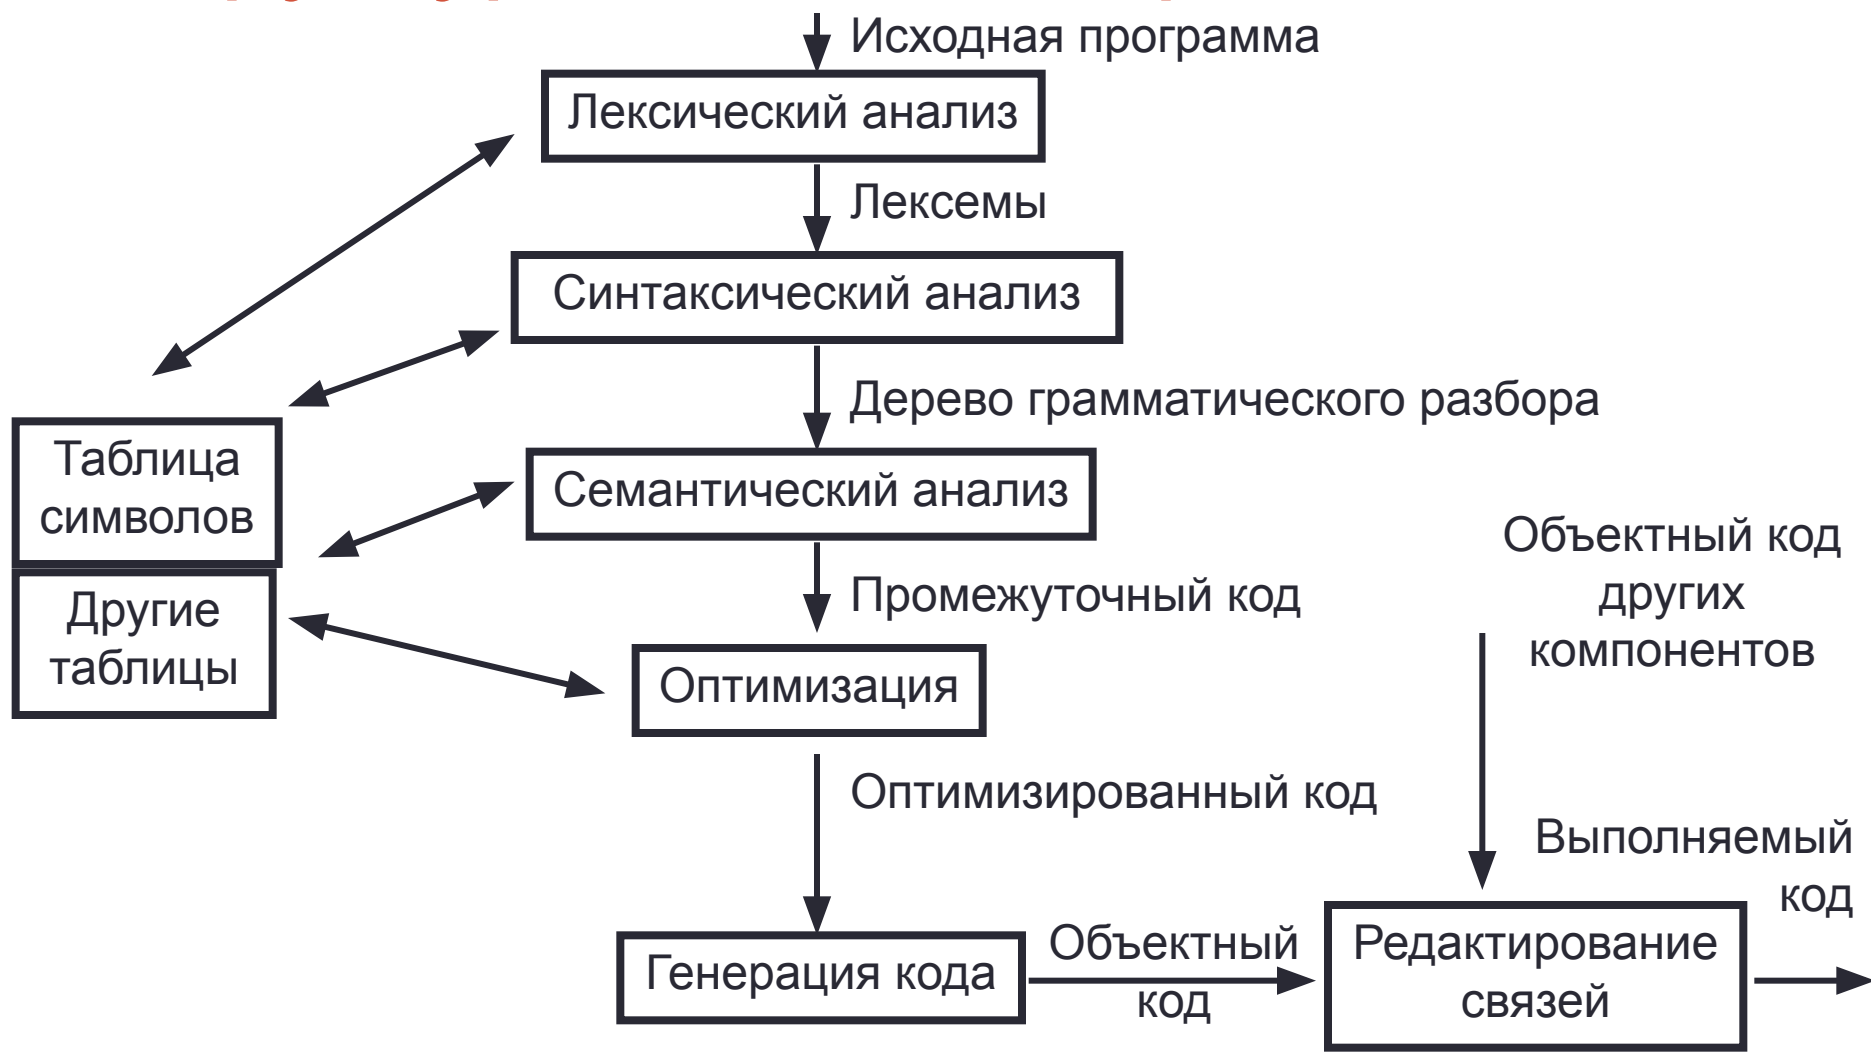 Исходная программа
Лексический анализ
Лексемы
Синтаксический анализ
Дерево грамматического разбора
Таблица
символов
Семантический анализ
Объектный код
других
компонентов
Другие
таблицы
Промежуточный код
Оптимизация
Оптимизированный код
Выполняемый
код
Генерация кода
Объектный
код
Редактирование
связей